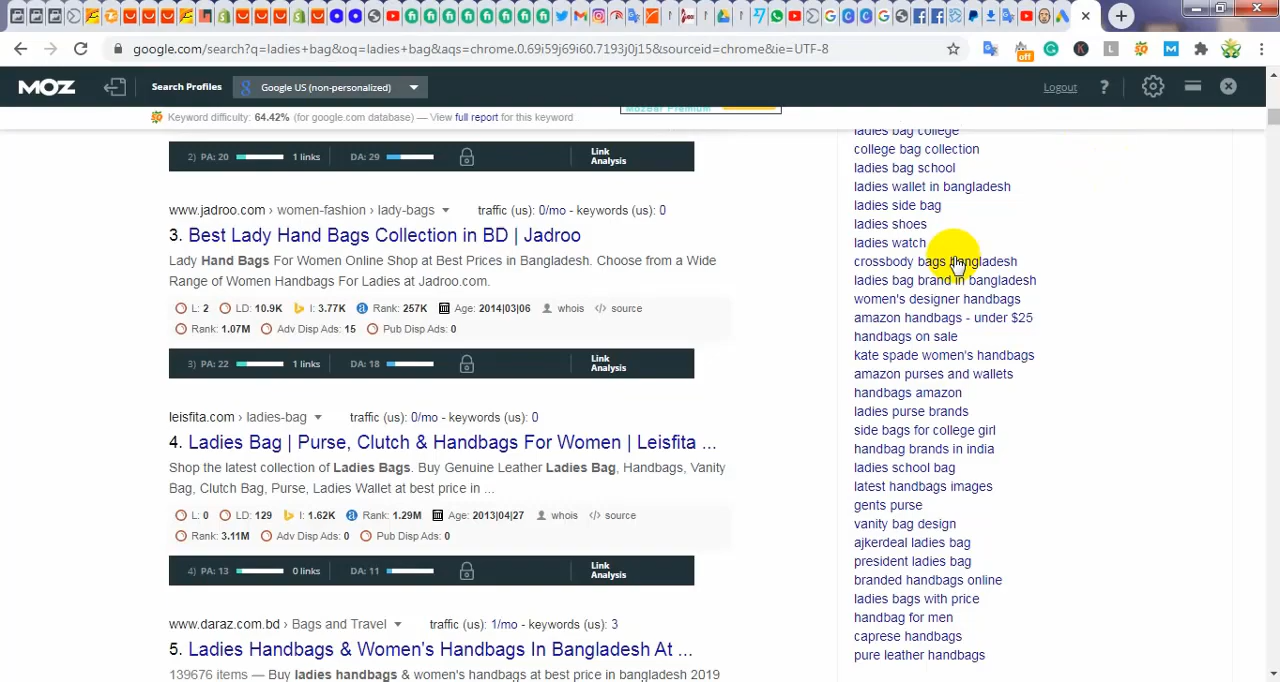 google.com/search?q=ladies+bag&oq=ladies+bag&aqs=chrome.0.69i59j69i60.7193j0j15&sourceid=chrome&ie=UTF-8
off
MOZ
Search Profiles
Google US (non-personalized)
Logout
?
Keyword difficulty: 64.42% (for google.com database) — View full report for this keyword
MozBar Premium
2) PA: 20 1 links DA: 29 Link Analysis
www.jadroo.com › women-fashion › lady-bags traffic (us): 0/mo - keywords (us): 0
3. Best Lady Hand Bags Collection in BD | Jadroo
Lady Hand Bags For Women Online Shop at Best Prices in Bangladesh. Choose from a Wide
Range of Women Handbags For Ladies at Jadroo.com.
L: 2 LD: 10.9K I: 3.77K Rank: 257K Age: 2014|03|06 whois </> source
Rank: 1.07M Adv Disp Ads: 15 Pub Disp Ads: 0
3) PA: 22 1 links DA: 18 Link Analysis
leisfita.com › ladies-bag traffic (us): 0/mo - keywords (us): 0
4. Ladies Bag | Purse, Clutch & Handbags For Women | Leisfita ...
Shop the latest collection of Ladies Bags. Buy Genuine Leather Ladies Bag, Handbags, Vanity
Bag, Clutch Bag, Purse, Ladies Wallet at best price in ...
L: 0 LD: 129 I: 1.62K Rank: 1.29M Age: 2013|04|27 whois </> source
Rank: 3.11M Adv Disp Ads: 0 Pub Disp Ads: 0
4) PA: 13 0 links DA: 11 Link Analysis
www.daraz.com.bd › Bags and Travel traffic (us): 1/mo - keywords (us): 3
5. Ladies Handbags & Women's Handbags In Bangladesh At ...
139676 items — Buy ladies handbags & women's handbags at best price in bangladesh 2019
ladies bag college
college bag collection
ladies bag school
ladies wallet in bangladesh
ladies side bag
ladies shoes
ladies watch
crossbody bags bangladesh
ladies bag brand in bangladesh
women's designer handbags
amazon handbags - under $25
handbags on sale
kate spade women's handbags
amazon purses and wallets
handbags amazon
ladies purse brands
side bags for college girl
handbag brands in india
ladies school bag
latest handbags images
gents purse
vanity bag design
ajkerdeal ladies bag
president ladies bag
branded handbags online
ladies bags with price
handbag for men
caprese handbags
pure leather handbags